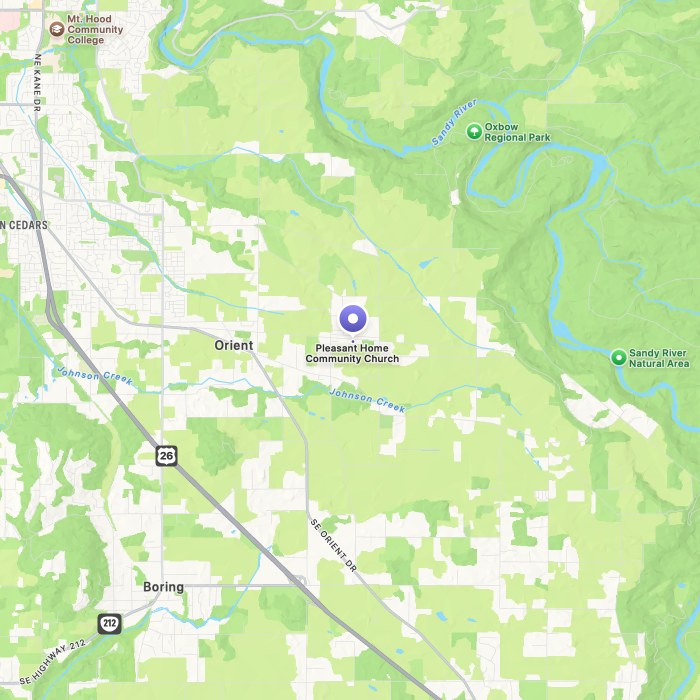 Mt. Hood
Community
College
NE KANE DR
Sandy River
Oxbow
Regional Park
N CEDARS
Orient
Pleasant Home
Community Church
Sandy River
Natural Area
Johnson Creek
Johnson Creek
26
SE ORIENT DR
Boring
212
SE HIGHWAY 212